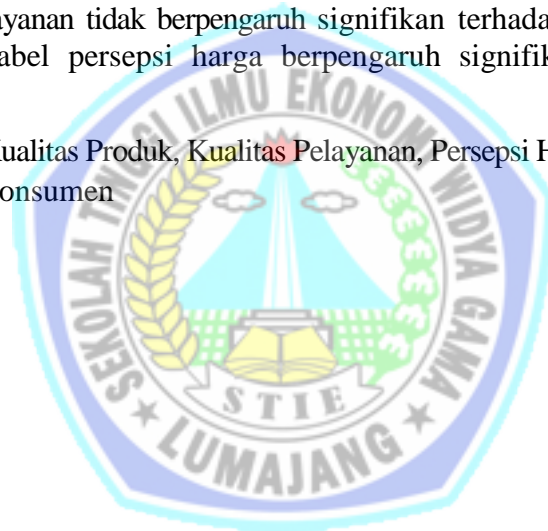 ayanan tidak berpengaruh signifikan terhada
abel persepsi harga berpengaruh signifik
SEKOLAH TINGGI ILMU EKONOMI WIDYA GAMA
Kualitas Produk, Kualitas Pelayanan, Persepsi H
onsumen
STIE
LUMAJANG